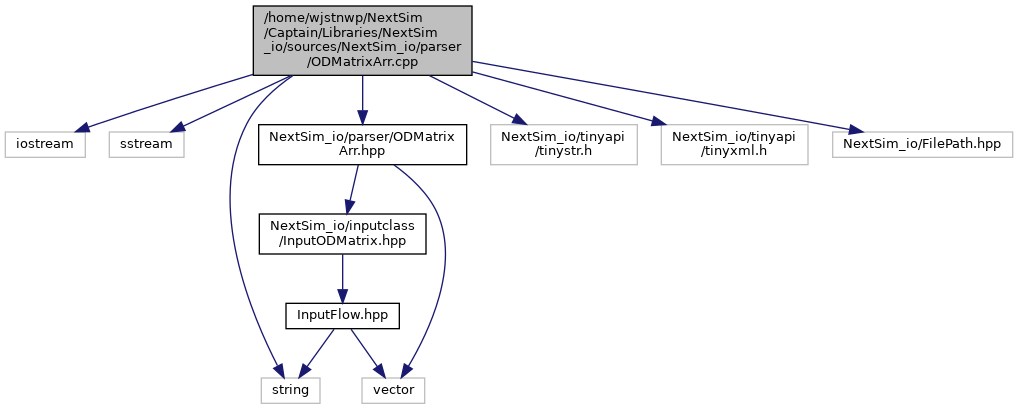 /home/wjstnwp/NextSim
/Captain/Libraries/NextSim
_io/sources/NextSim_io/parser
/ODMatrixArr.cpp
iostream
sstream
NextSim_io/parser/ODMatrix
Arr.hpp
NextSim_io/tinyapi
/tinystr.h
NextSim_io/tinyapi
/tinyxml.h
NextSim_io/FilePath.hpp
NextSim_io/inputclass
/InputODMatrix.hpp
InputFlow.hpp
string
vector